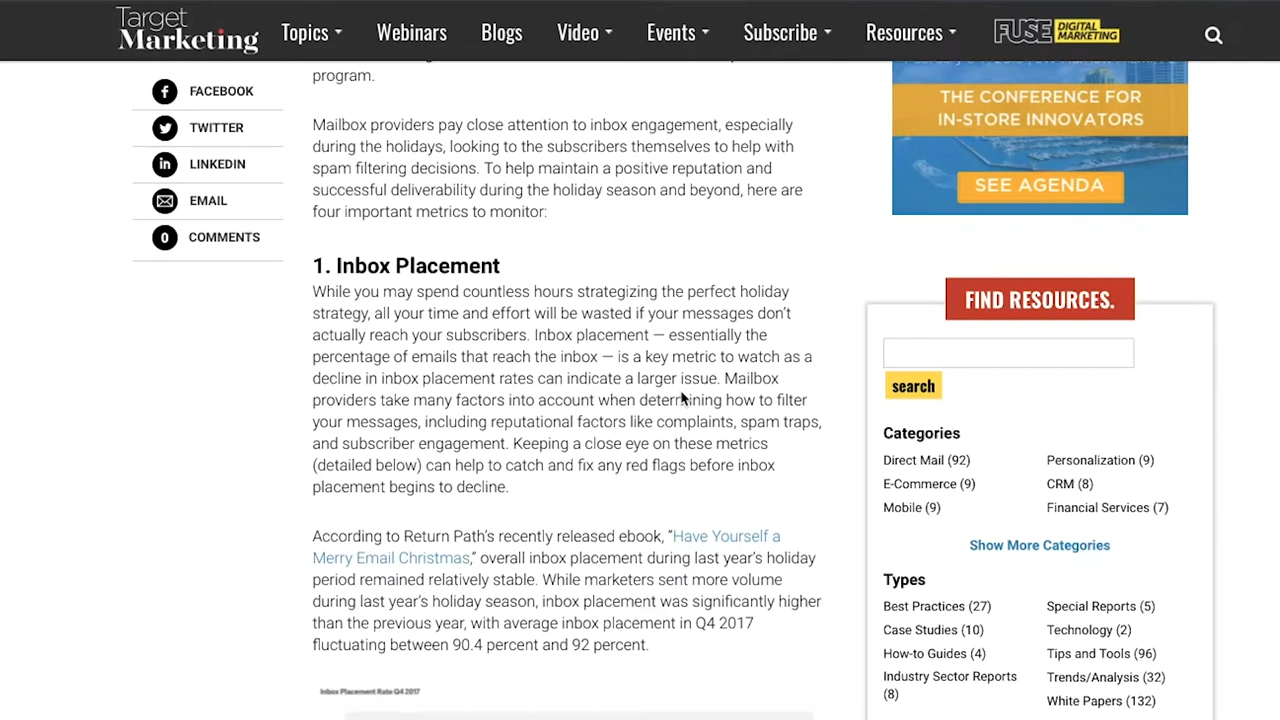 Target
Marketing
Topics
Webinars
Blogs
Video
Events
Subscribe
Resources
FUSE DIGITAL MARKETING
FACEBOOK
TWITTER
in LINKEDIN
EMAIL
0 COMMENTS
program.
Mailbox providers pay close attention to inbox engagement, especially
during the holidays, looking to the subscribers themselves to help with
spam filtering decisions. To help maintain a positive reputation and
successful deliverability during the holiday season and beyond, here are
four important metrics to monitor:
1. Inbox Placement
While you may spend countless hours strategizing the perfect holiday
strategy, all your time and effort will be wasted if your messages don't
actually reach your subscribers. Inbox placement — essentially the
percentage of emails that reach the inbox — is a key metric to watch as a
decline in inbox placement rates can indicate a larger issue. Mailbox
providers take many factors into account when determining how to filter
your messages, including reputational factors like complaints, spam traps,
and subscriber engagement. Keeping a close eye on these metrics
(detailed below) can help to catch and fix any red flags before inbox
placement begins to decline.
According to Return Path's recently released ebook, “Have Yourself a
Merry Email Christmas,” overall inbox placement during last year's holiday
period remained relatively stable. While marketers sent more volume
during last year's holiday season, inbox placement was significantly higher
than the previous year, with average inbox placement in Q4 2017
fluctuating between 90.4 percent and 92 percent.
Inbox Placement Rate Q4 2017
THE CONFERENCE FOR
IN-STORE INNOVATORS
SEE AGENDA
FIND RESOURCES.
search
Categories
Direct Mail (92)
Personalization (9)
E-Commerce (9)
CRM (8)
Mobile (9)
Financial Services (7)
Show More Categories
Types
Best Practices (27)
Special Reports (5)
Case Studies (10)
Technology (2)
How-to Guides (4)
Tips and Tools (96)
Industry Sector Reports
(8)
Trends/Analysis (32)
White Papers (132)